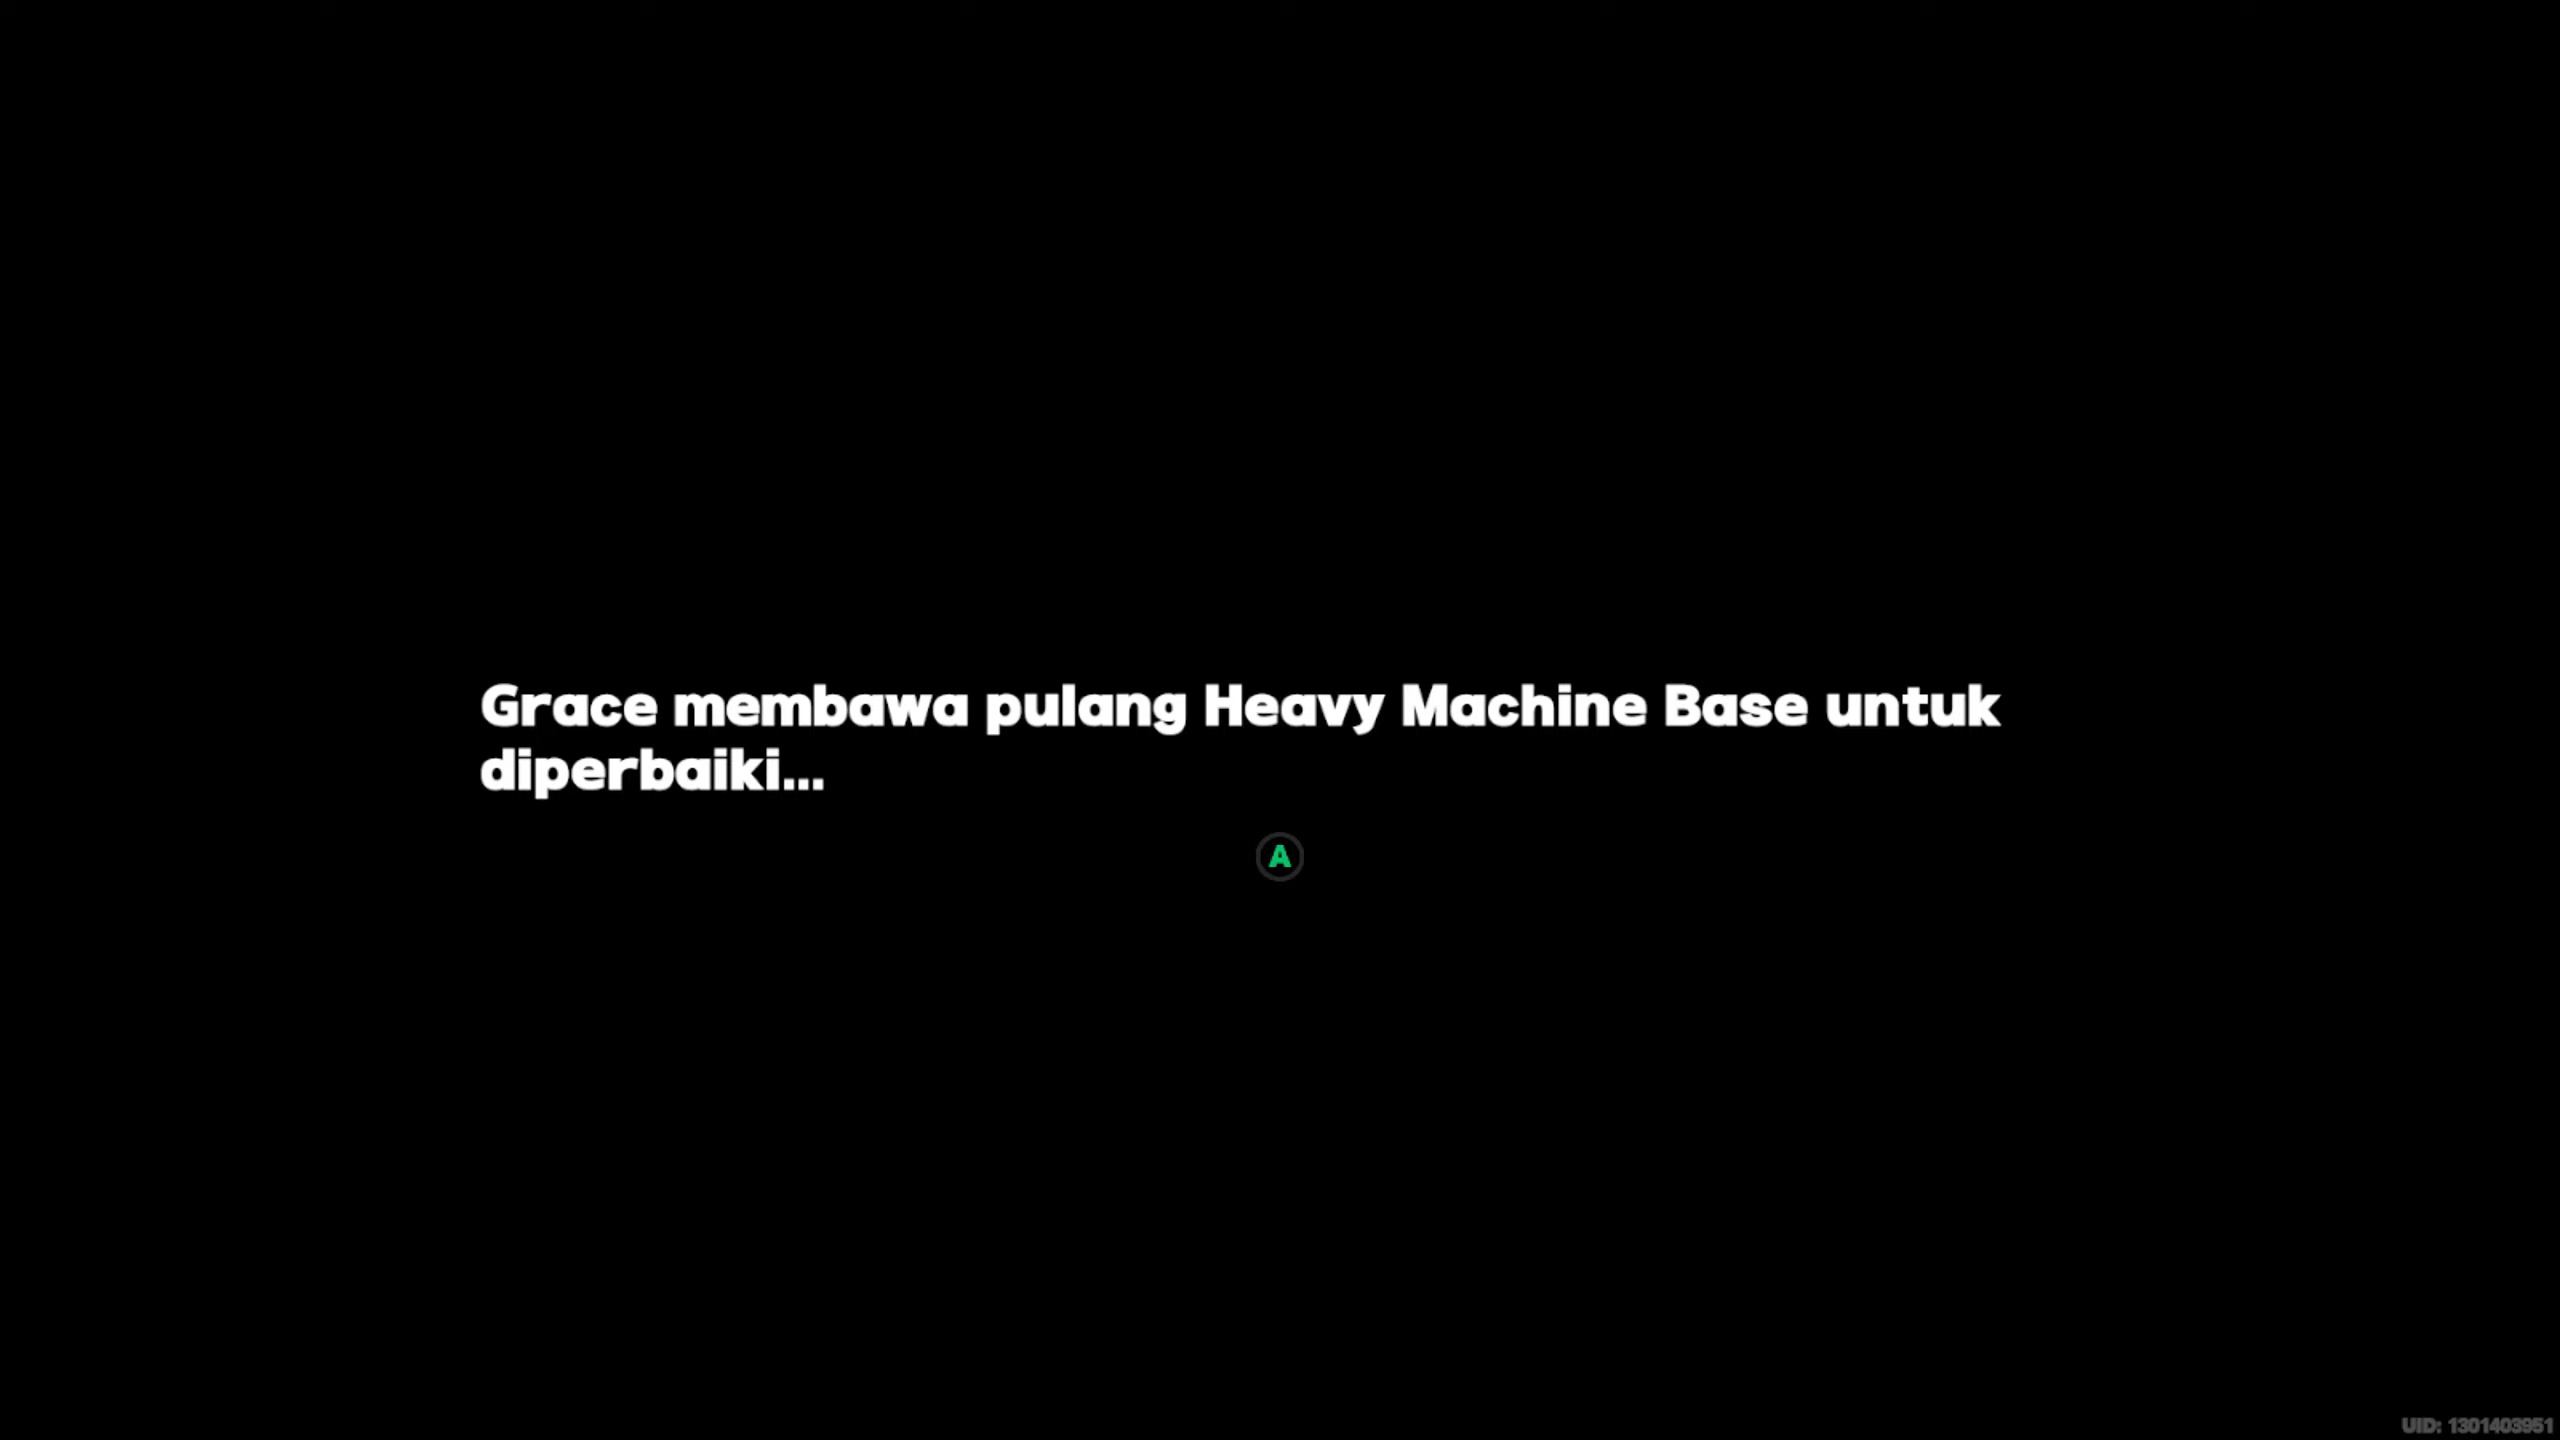 Grace membawa pulang Heavy Machine Base untuk
diperbaiki...
A
UID: 1301403951